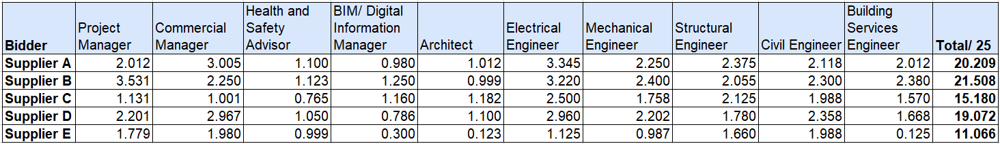 Bidder Project Manager Commercial Manager Health and Safety Advisor BIM/ Digital Information Manager Architect Electrical Engineer Mechanical Engineer Structural Engineer Civil Engineer Building Services Engineer Total/ 25
Supplier A 2.012 3.005 1.100 0.980 1.012 3.345 2.250 2.375 2.118 2.012 20.209
Supplier B 3.531 2.250 1.123 1.250 0.999 3.220 2.400 2.055 2.300 2.380 21.508
Supplier C 1.131 1.001 0.765 1.160 1.182 2.500 1.758 2.125 1.988 1.570 15.180
Supplier D 2.201 2.967 1.050 0.786 1.100 2.960 2.202 1.780 2.358 1.668 19.072
Supplier E 1.779 1.980 0.999 0.300 0.123 1.125 0.987 1.660 1.988 0.125 11.066